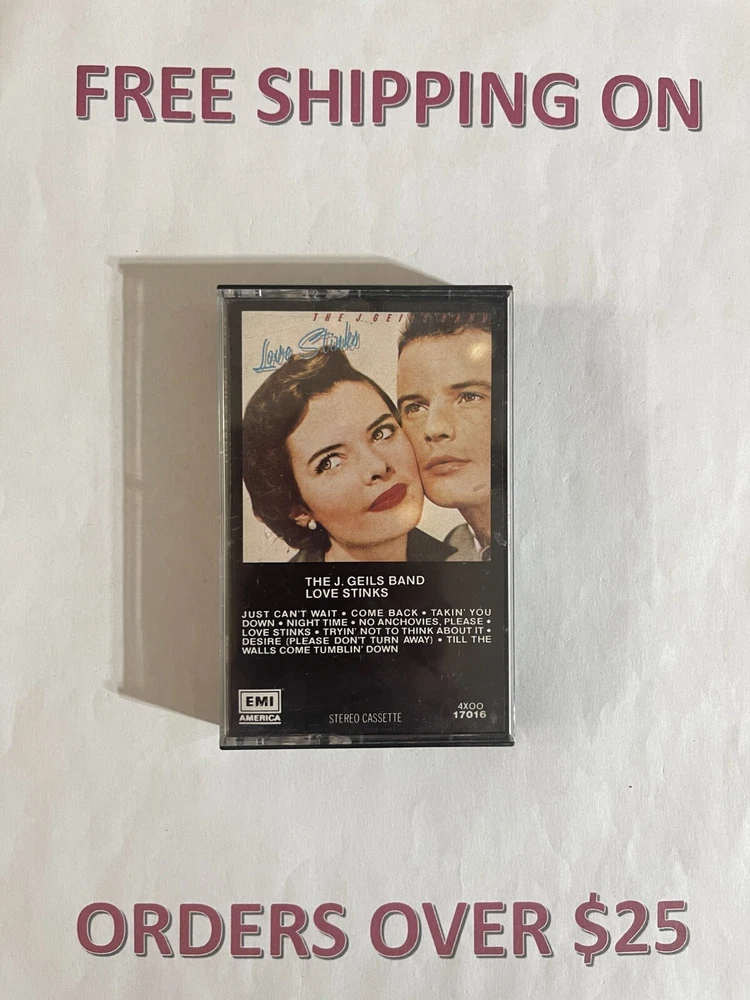 FREE SHIPPING ON
THE J. GEILS BAND
Love Stinks
THE J. GEILS BAND
LOVE STINKS
JUST CAN'T WAIT • COME BACK • TAKIN' YOU
DOWN • NIGHT TIME • NO ANCHOVIES, PLEASE •
LOVE STINKS • TRYIN' NOT TO THINK ABOUT IT •
DESIRE (PLEASE DON'T TURN AWAY) • TILL THE
WALLS COME TUMBLIN' DOWN
EMI
AMERICA
STEREO CASSETTE
4XOO
17016
ORDERS OVER $25